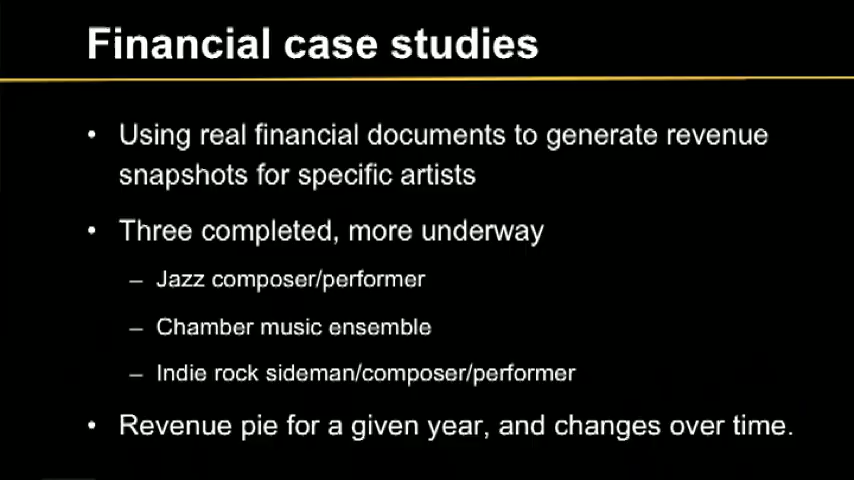 Financial case studies
• Using real financial documents to generate revenue
snapshots for specific artists
• Three completed, more underway
– Jazz composer/performer
– Chamber music ensemble
– Indie rock sideman/composer/performer
• Revenue pie for a given year, and changes over time.